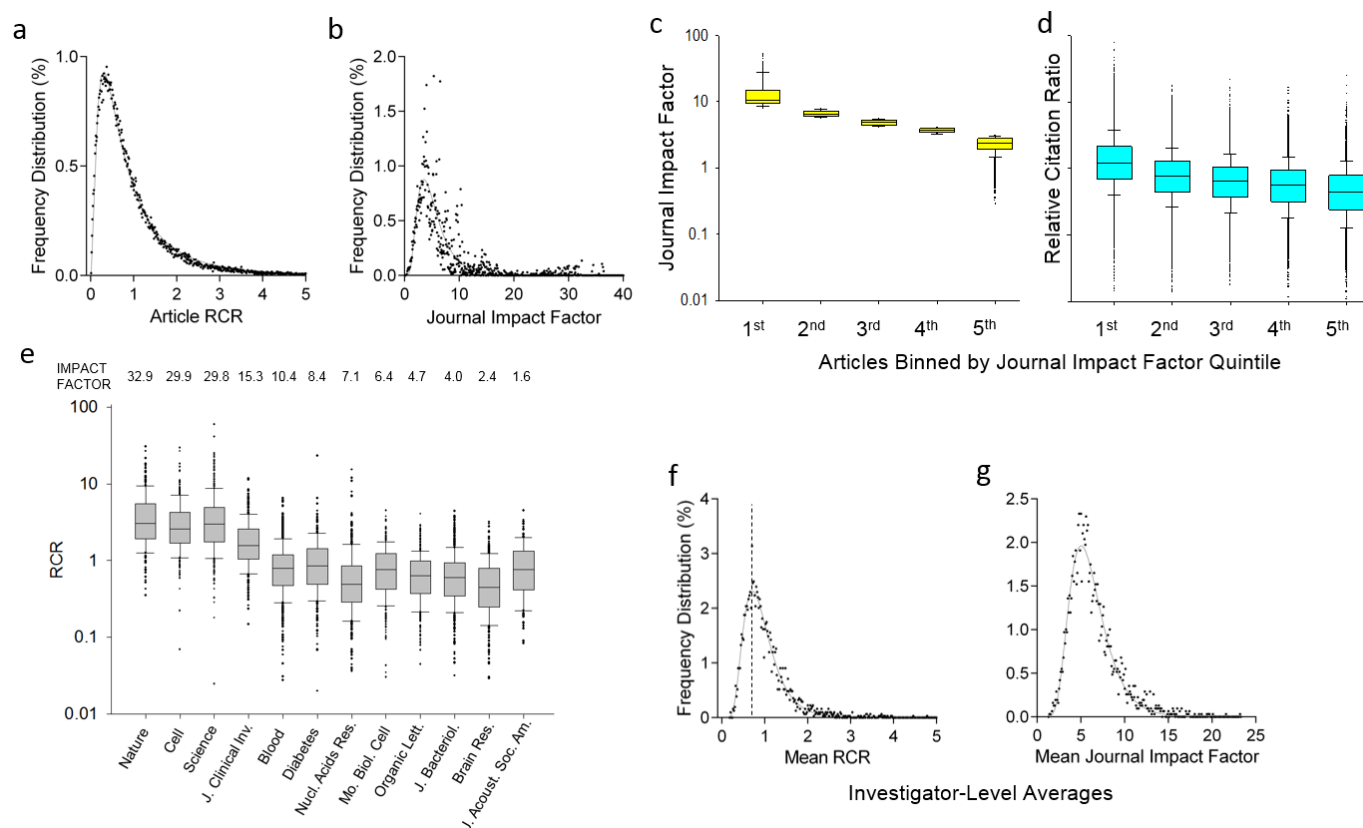 a
b
c
d
1.0
0.5
0.0
Frequency Distribution (%)
0
1
2
3
4
5
Article RCR
2.0
1.5
1.0
0.5
0.0
Frequency Distribution (%)
0
10
20
30
40
Journal Impact Factor
100
10
1
0.1
0.01
Journal Impact Factor
1st
2nd
3rd
4th
5th
Relative Citation Ratio
1st
2nd
3rd
4th
5th
Articles Binned by Journal Impact Factor Quintile
e
IMPACT
FACTOR
32.9 29.9 29.8 15.3 10.4 8.4 7.1 6.4 4.7 4.0 2.4 1.6
100
10
1
0.1
0.01
RCR
Nature
Cell
Science
J. Clinical Inv.
Blood
Diabetes
Nucl. Acids Res.
Mo. Biol. Cell
Organic Lett.
J. Bacteriol.
Brain Res.
J. Acoust. Soc. Am.
f
4
3
2
1
0
Frequency Distribution (%)
0
1
2
3
4
5
Mean RCR
g
2.5
2.0
1.5
1.0
0.5
0.0
0
5
10
15
20
25
Mean Journal Impact Factor
Investigator-Level Averages